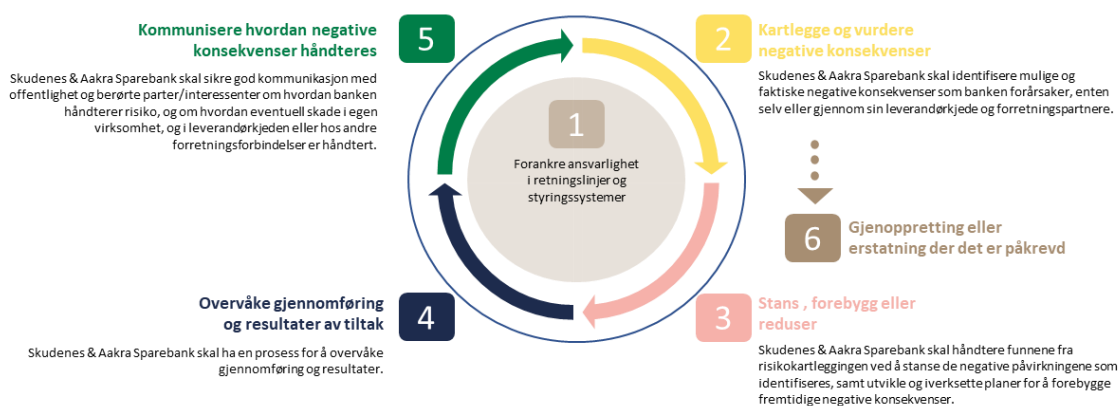 1
Forankre ansvarlighet
i retningslinjer og
styringssystemer
2
Kartlegge og vurdere
negative konsekvenser
Skudenes & Aakra Sparebank skal identifisere mulige og
faktiske negative konsekvenser som banken forårsaker, enten
selv eller gjennom sin leverandørkjede og forretningspartnere.
6
Gjenoppretting eller
erstatning der det er påkrevd
3
Stans , forebygg eller
reduser
Skudenes & Aakra Sparebank skal håndtere funnene fra
risikokartleggingen ved å stanse de negative påvirkningene som
identifiseres, samt utvikle og iverksette planer for å forebygge
fremtidige negative konsekvenser.
4
Overvåke gjennomføring
og resultater av tiltak
Skudenes & Aakra Sparebank skal ha en prosess for å overvåke
gjennomføring og resultater.
5
Kommunisere hvordan negative
konsekvenser håndteres
Skudenes & Aakra Sparebank skal sikre god kommunikasjon med
offentlighet og berørte parter/interessenter om hvordan banken
håndterer risiko, og om hvordan eventuell skade i egen
virksomhet, og i leverandørkjeden eller hos andre
forretningsforbindelser er håndtert.